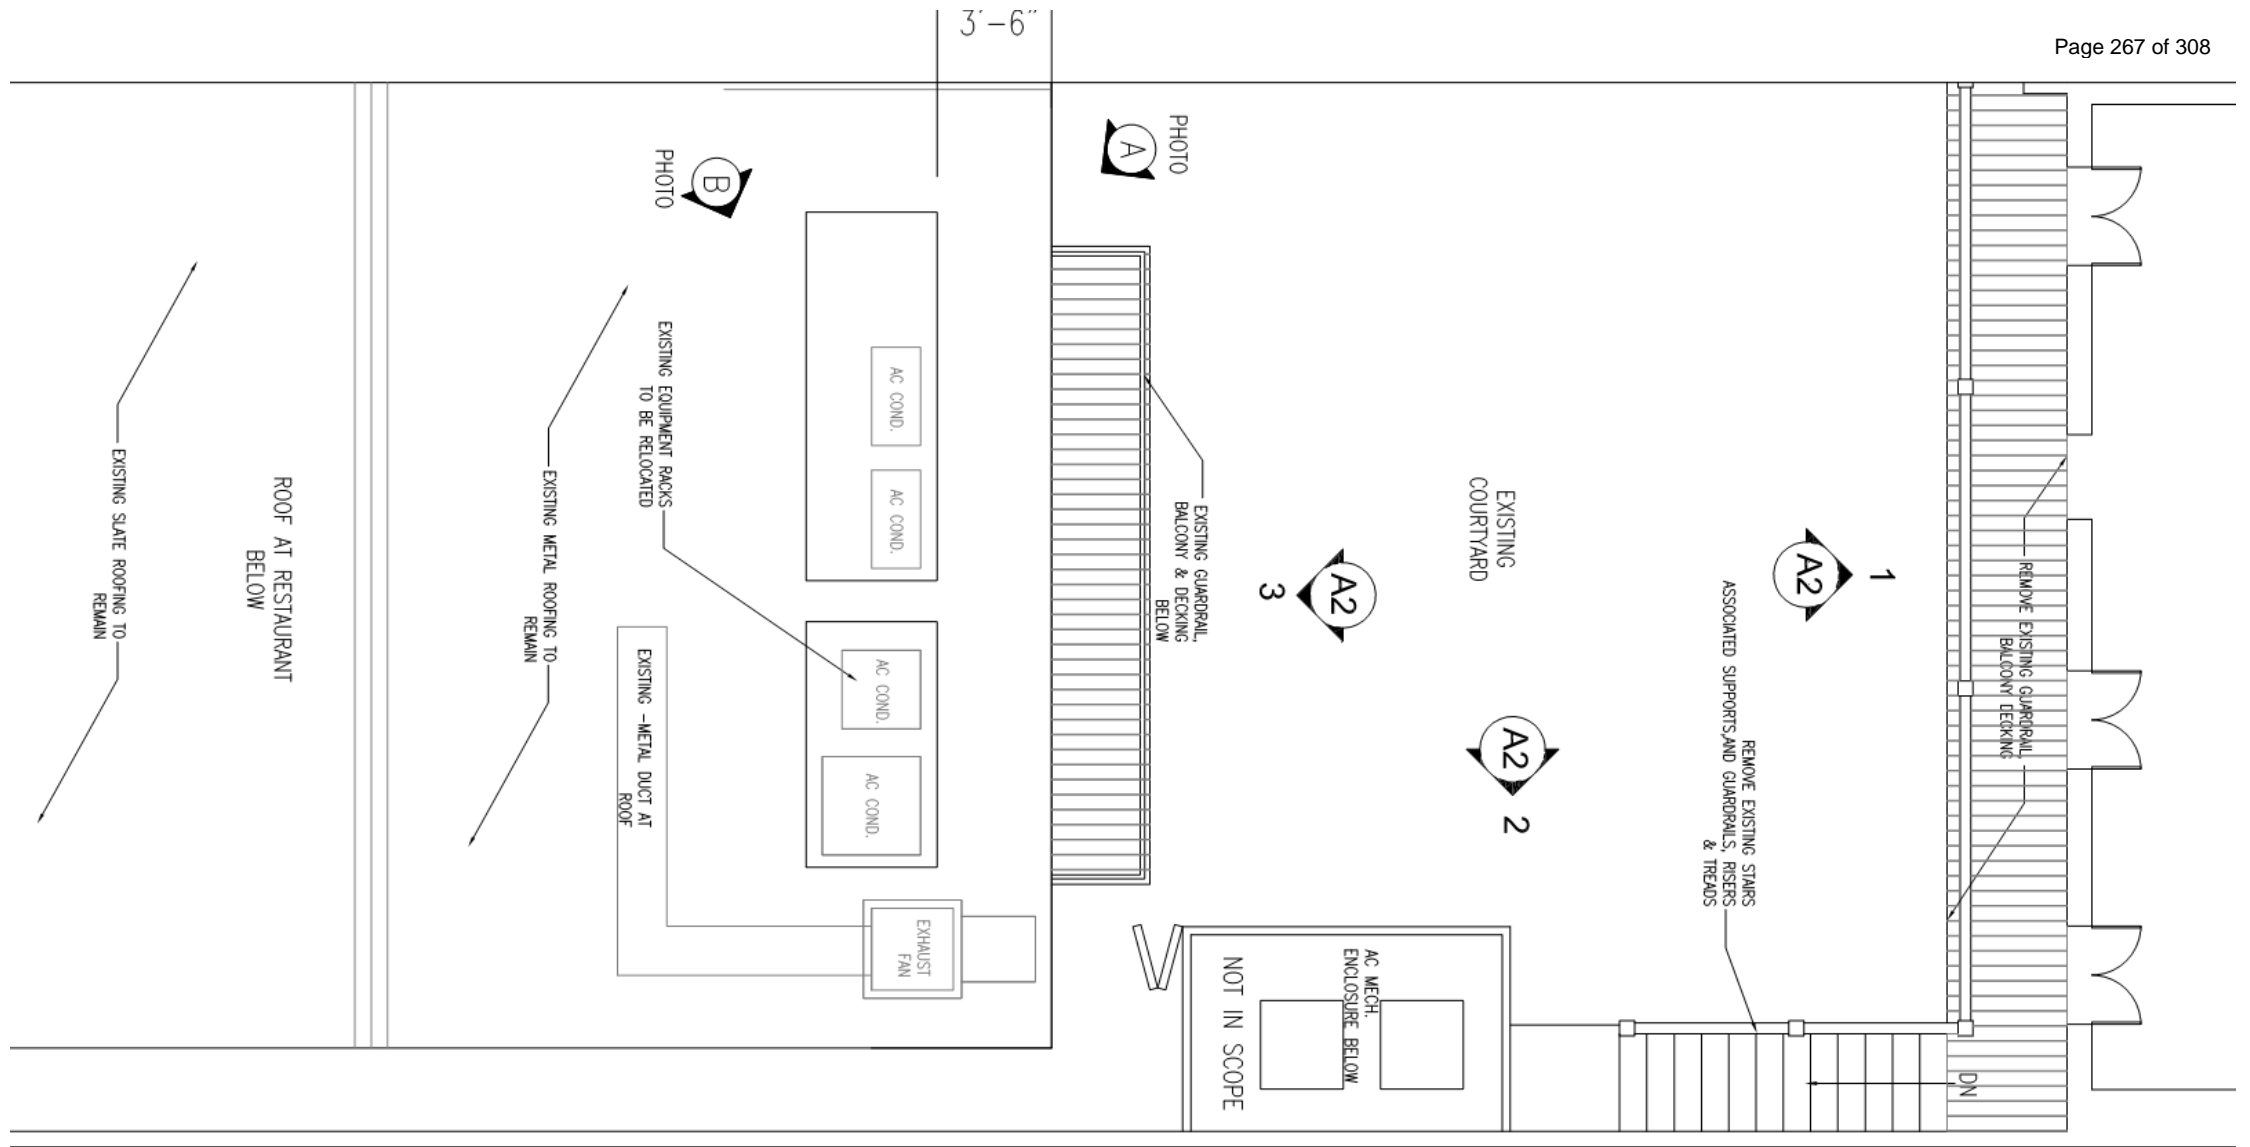 3'-6"
Page 267 of 308
PHOTO
A
PHOTO
B
EXISTING SLATE ROOFING TO
REMAIN
ROOF AT RESTAURANT
BELOW
EXISTING METAL ROOFING TO
REMAIN
EXISTING EQUIPMENT RACKS
TO BE RELOCATED
AC COND.
AC COND.
AC COND.
AC COND.
EXISTING -METAL DUCT AT
ROOF
EXHAUST
FAN
EXISTING GUARDRAIL,
BALCONY & DECKING
BELOW
EXISTING
COURTYARD
A2
3
A2
2
A2
1
REMOVE EXISTING STAIRS
ASSOCIATED SUPPORTS,AND GUARDRAILS, RISERS
& TREADS
REMOVE EXISTING GUARDRAIL,
BALCONY DECKING
AC MECH.
ENCLOSURE BELOW
NOT IN SCOPE
DN